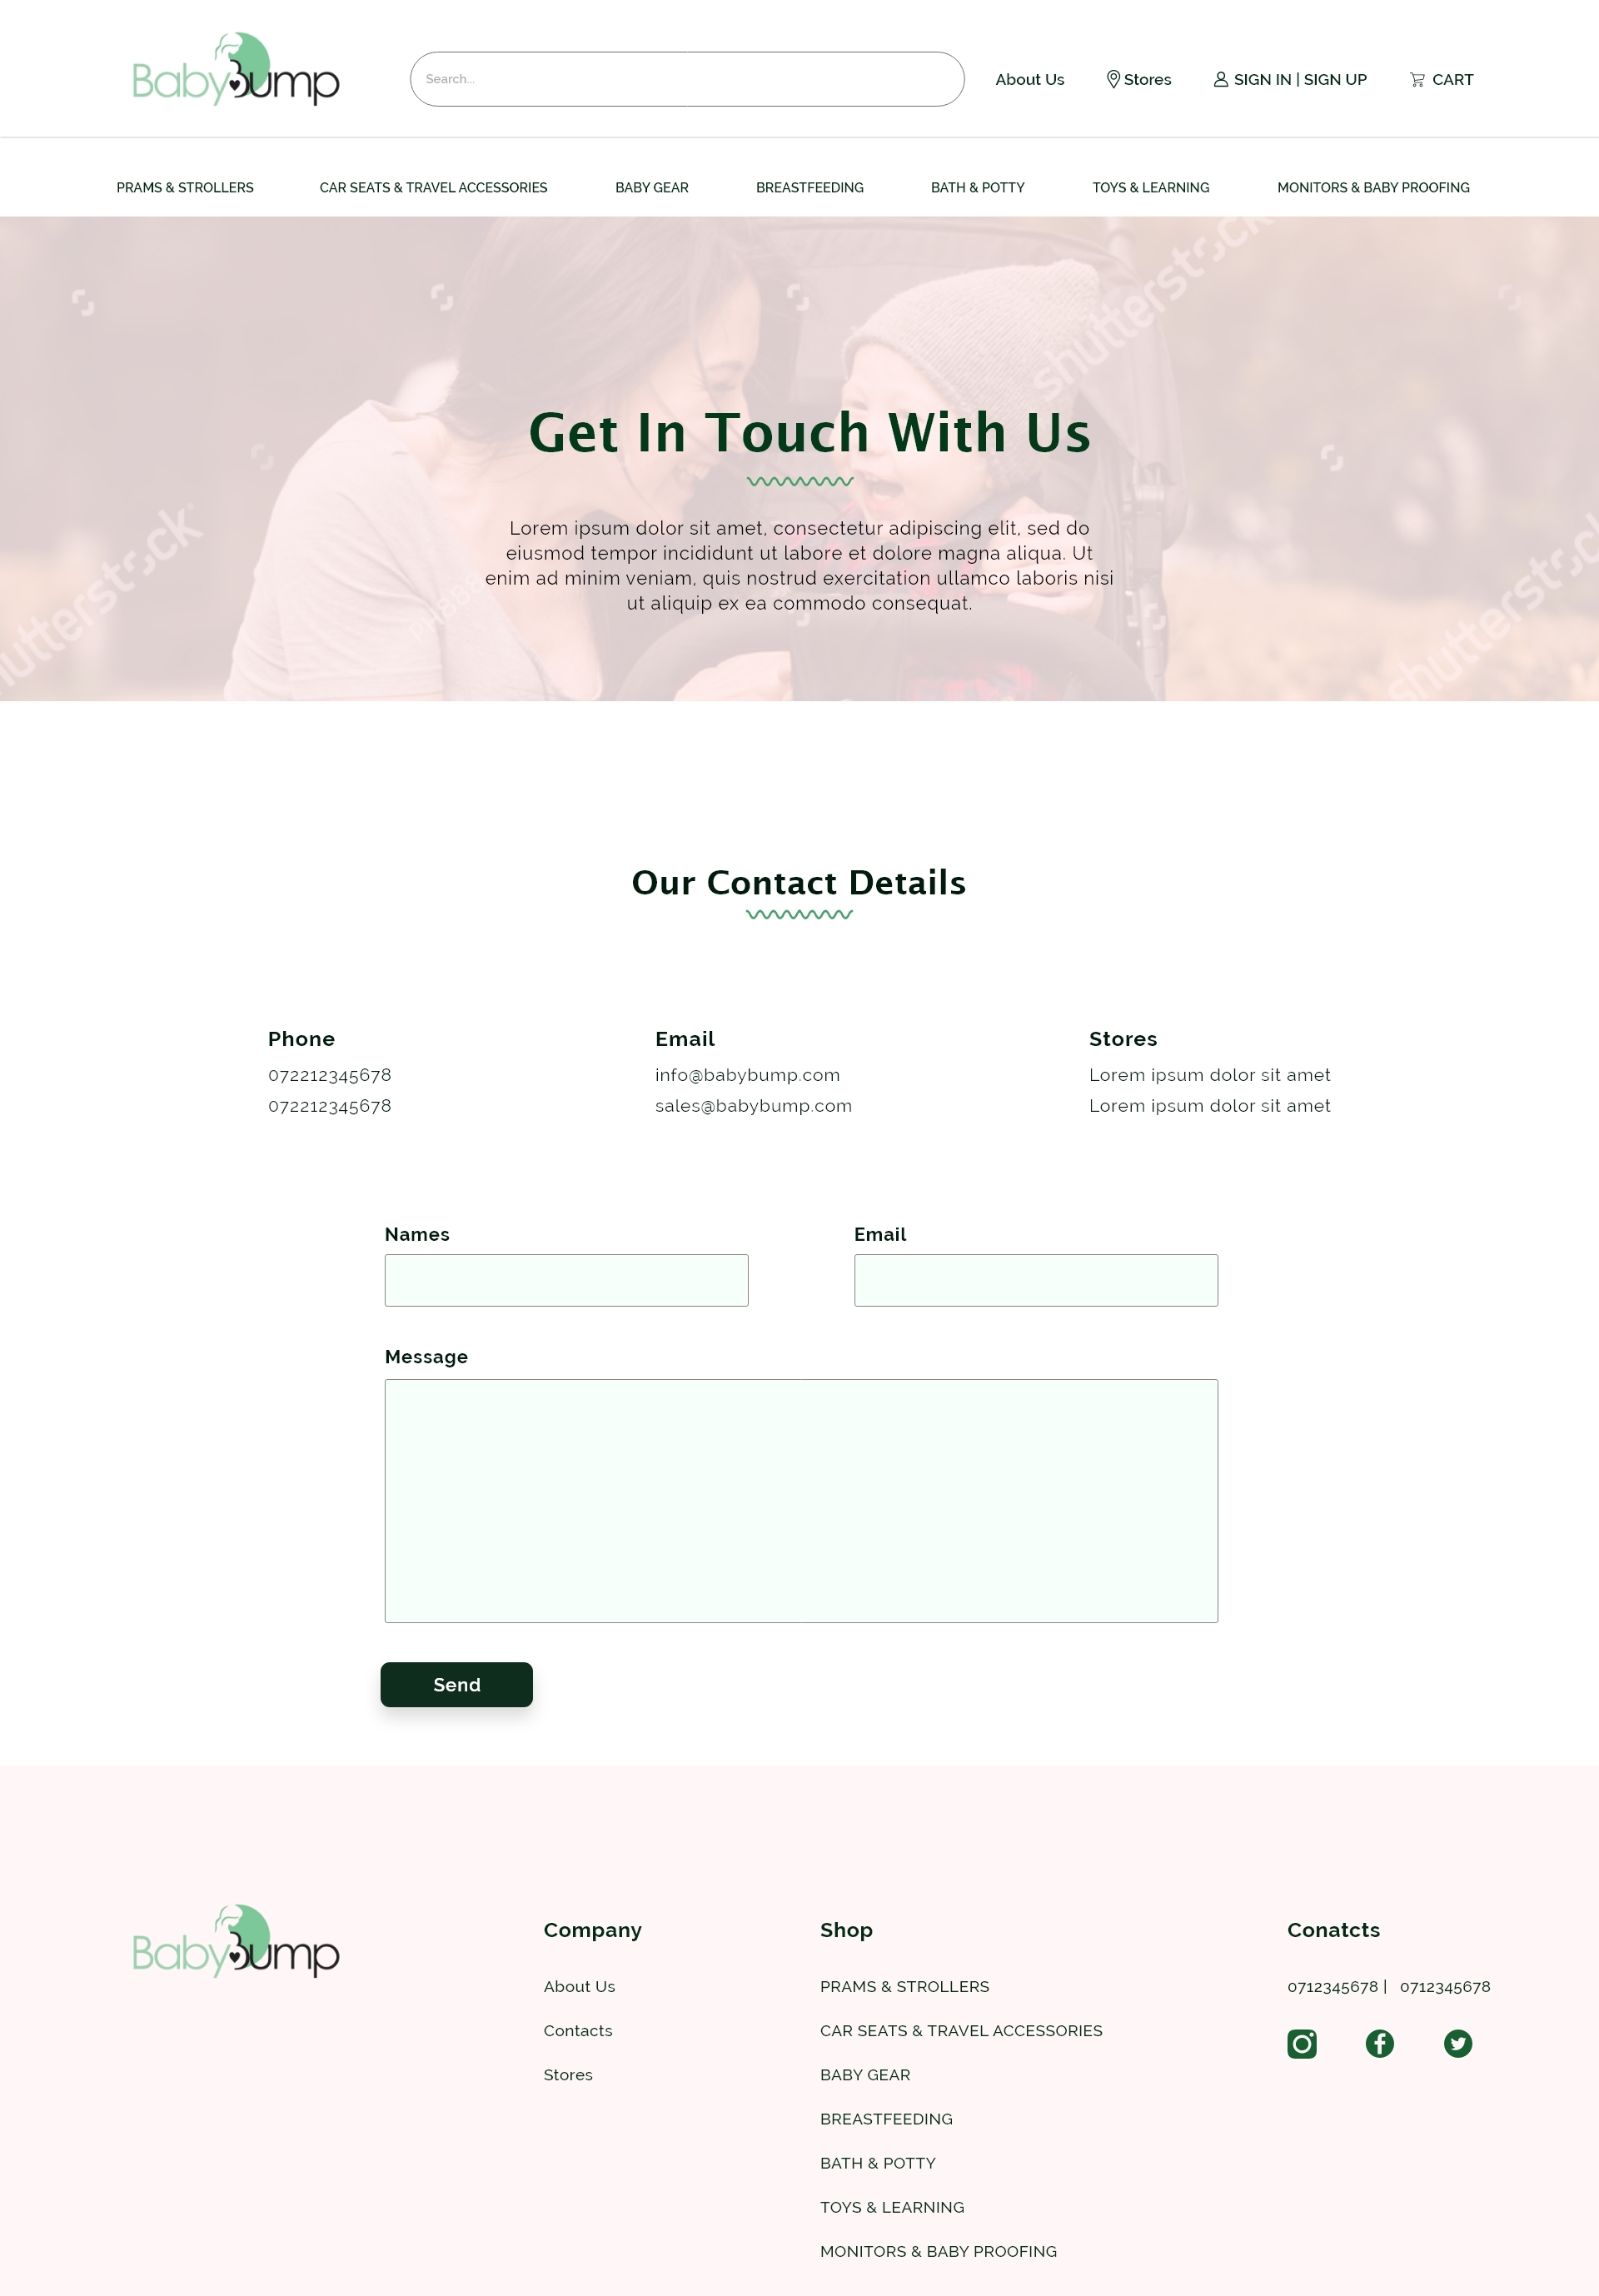 BabyBump
Search...
About Us
Stores
SIGN IN | SIGN UP
CART
PRAMS & STROLLERS
CAR SEATS & TRAVEL ACCESSORIES
BABY GEAR
BREASTFEEDING
BATH & POTTY
TOYS & LEARNING
MONITORS & BABY PROOFING
shutterstock
Get In Touch With Us
Lorem ipsum dolor sit amet, consectetur adipiscing elit, sed do
eiusmod tempor incididunt ut labore et dolore magna aliqua. Ut
enim ad minim veniam, quis nostrud exercitation ullamco laboris nisi
ut aliquip ex ea commodo consequat.
shutterstock
shutterstock
Our Contact Details
Phone
072212345678
072212345678
Email
info@babybump.com
sales@babybump.com
Stores
Lorem ipsum dolor sit amet
Lorem ipsum dolor sit amet
Names
Email
Message
Send
BabyBump
Company
About Us
Contacts
Stores
Shop
PRAMS & STROLLERS
CAR SEATS & TRAVEL ACCESSORIES
BABY GEAR
BREASTFEEDING
BATH & POTTY
TOYS & LEARNING
MONITORS & BABY PROOFING
Conatcts
0712345678 | 0712345678